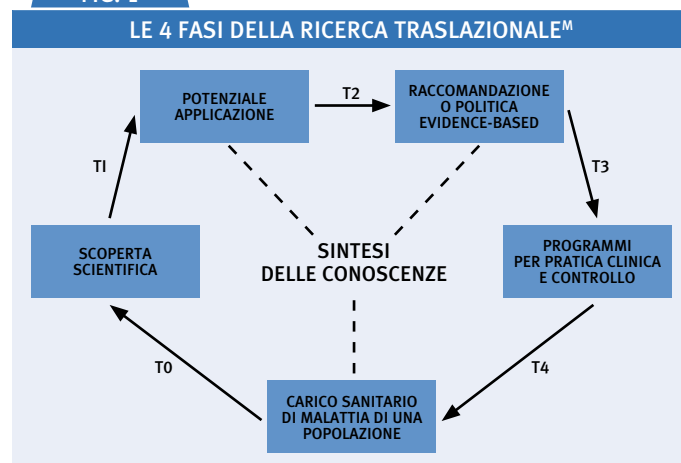 FIG. 1
LE 4 FASI DELLA RICERCA TRASLAZIONALEᴹ
POTENZIALE
APPLICAZIONE
T2
RACCOMANDAZIONE
O POLITICA
EVIDENCE-BASED
TI
T3
SCOPERTA
SCIENTIFICA
SINTESI
DELLE CONOSCENZE
PROGRAMMI
PER PRATICA CLINICA
E CONTROLLO
T0
T4
CARICO SANITARIO
DI MALATTIA DI UNA
POPOLAZIONE